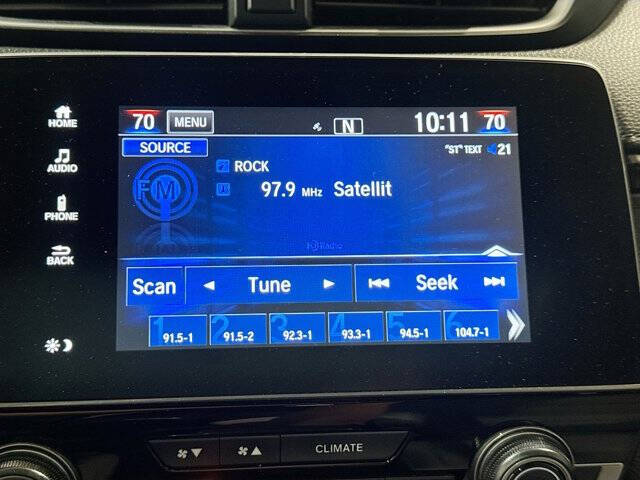 HOME
AUDIO
PHONE
BACK
70 MENU N 10:11 70
SOURCE "ST" TEXT 21
FM ROCK
97.9 MHz Satellit
HD Radio
Scan ◄ Tune ► |◄◄ Seek ►►|
1 2 3 4 5 6
91.5-1 91.5-2 92.3-1 93.3-1 94.5-1 104.7-1
CLIMATE